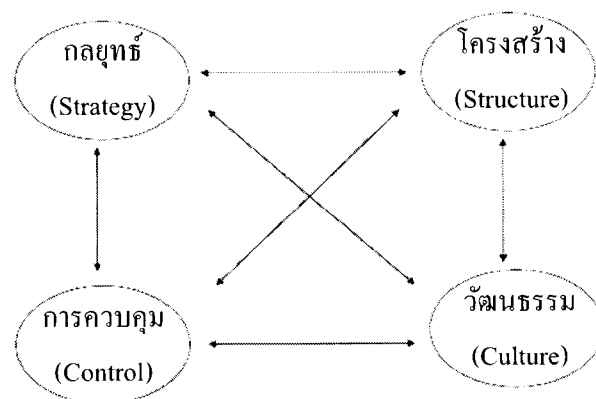 กลยุทธ์
(Strategy)
โครงสร้าง
(Structure)
การควบคุม
(Control)
วัฒนธรรม
(Culture)